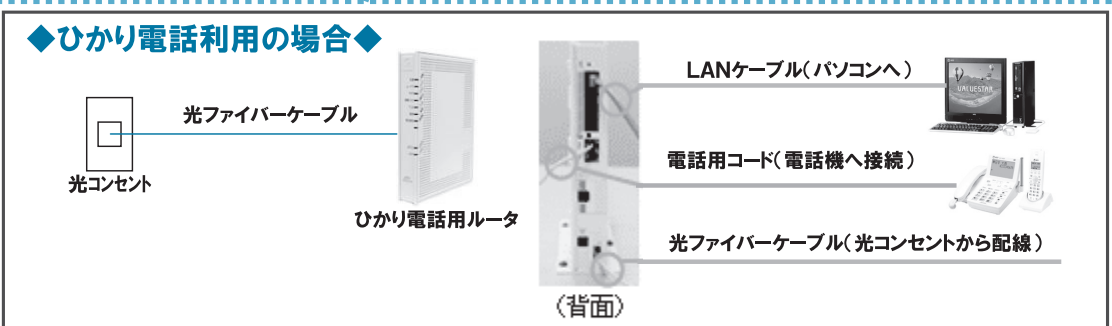 ◆ひかり電話利用の場合◆
光ファイバーケーブル
光コンセント
ひかり電話用ルータ
LANケーブル(パソコンへ)
VALUESTAR
電話用コード(電話機へ接続)
光ファイバーケーブル(光コンセントから配線)
(背面)